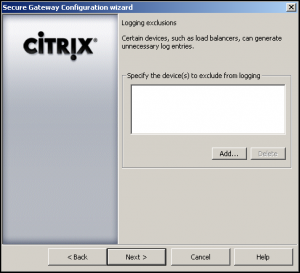 Secure Gateway Configuration wizard
CITRIX®
Logging exclusions
Certain devices, such as load balancers, can generate
unnecessary log entries.
Specify the device(s) to exclude from logging
Add...
Delete
< Back
Next >
Cancel
Help